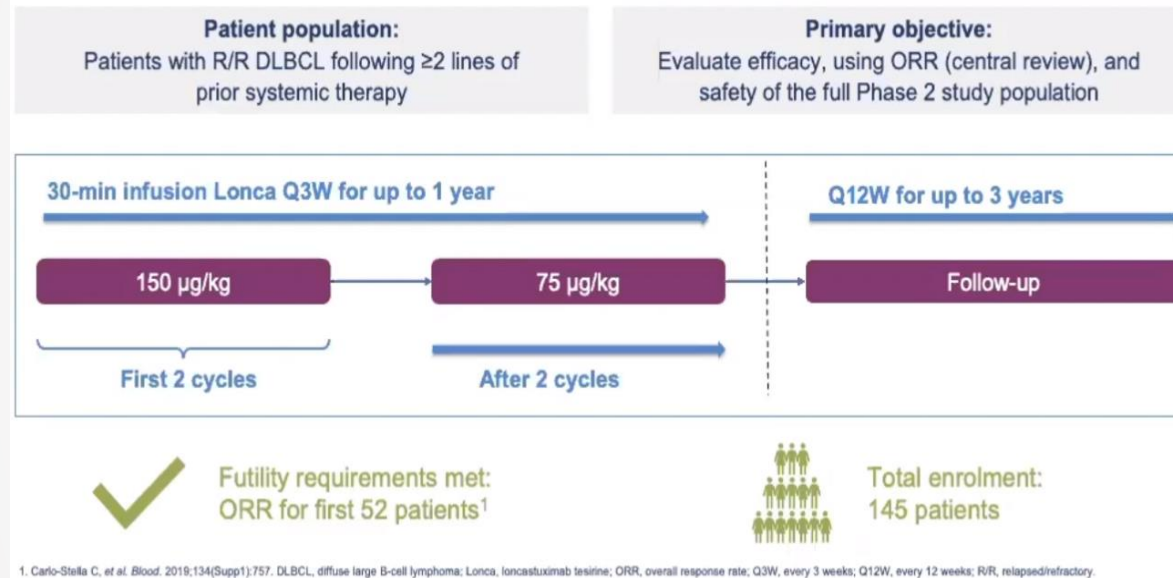 Patient population:
Patients with R/R DLBCL following ≥2 lines of
prior systemic therapy
Primary objective:
Evaluate efficacy, using ORR (central review), and
safety of the full Phase 2 study population
30-min infusion Lonca Q3W for up to 1 year
Q12W for up to 3 years
150 µg/kg
75 µg/kg
Follow-up
First 2 cycles
After 2 cycles
Futility requirements met:
ORR for first 52 patients¹
Total enrolment:
145 patients
1. Carlo-Stella C, et al. Blood. 2019;134(Supp1):757. DLBCL, diffuse large B-cell lymphoma; Lonca, loncastuximab tesirine; ORR, overall response rate; Q3W, every 3 weeks; Q12W, every 12 weeks; R/R, relapsed/refractory.